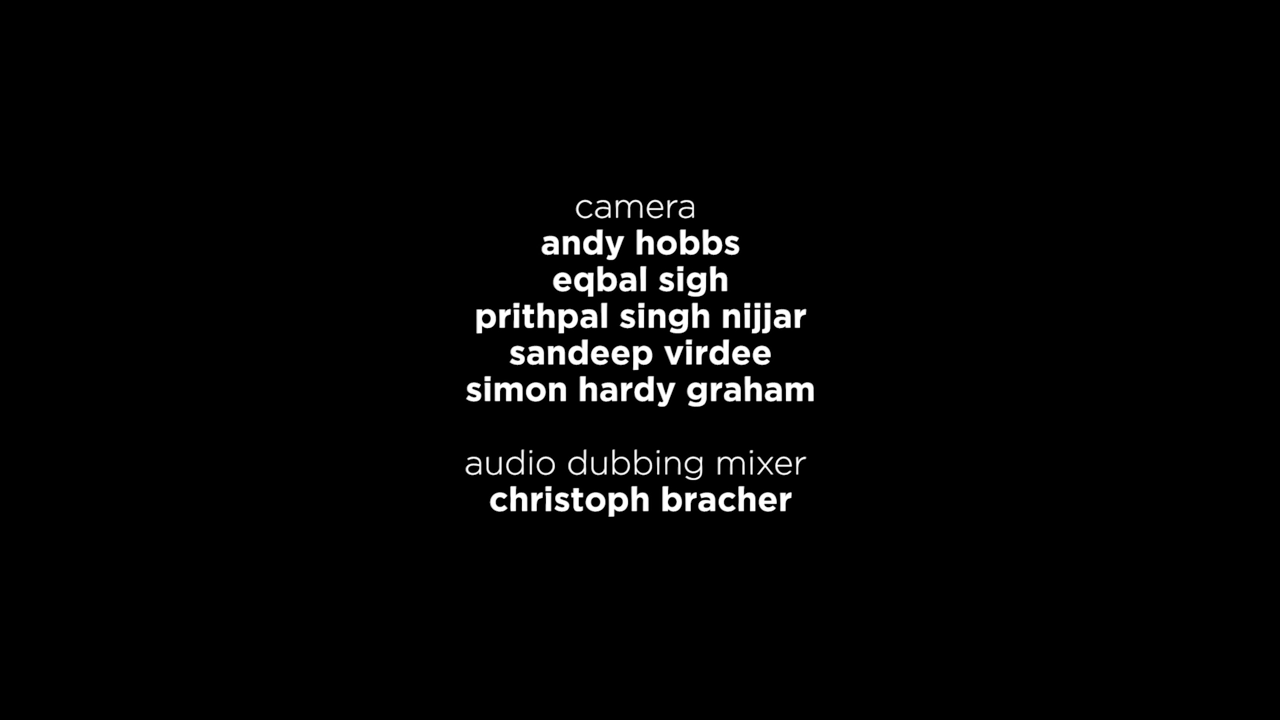 camera
andy hobbs
eqbal sigh
prithpal singh nijjar
sandeep virdee
simon hardy graham
audio dubbing mixer
christoph bracher